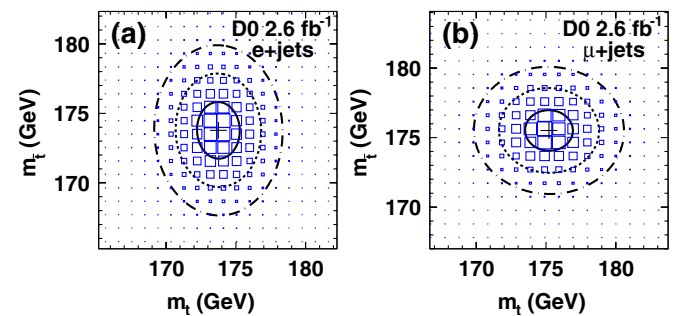 (a)
D0 2.6 fb⁻¹
e+jets
180
175
170
m_t̄ (GeV)
170 175 180
m_t (GeV)
(b)
D0 2.6 fb⁻¹
μ+jets
180
175
170
m_t̄ (GeV)
170 175 180
m_t (GeV)